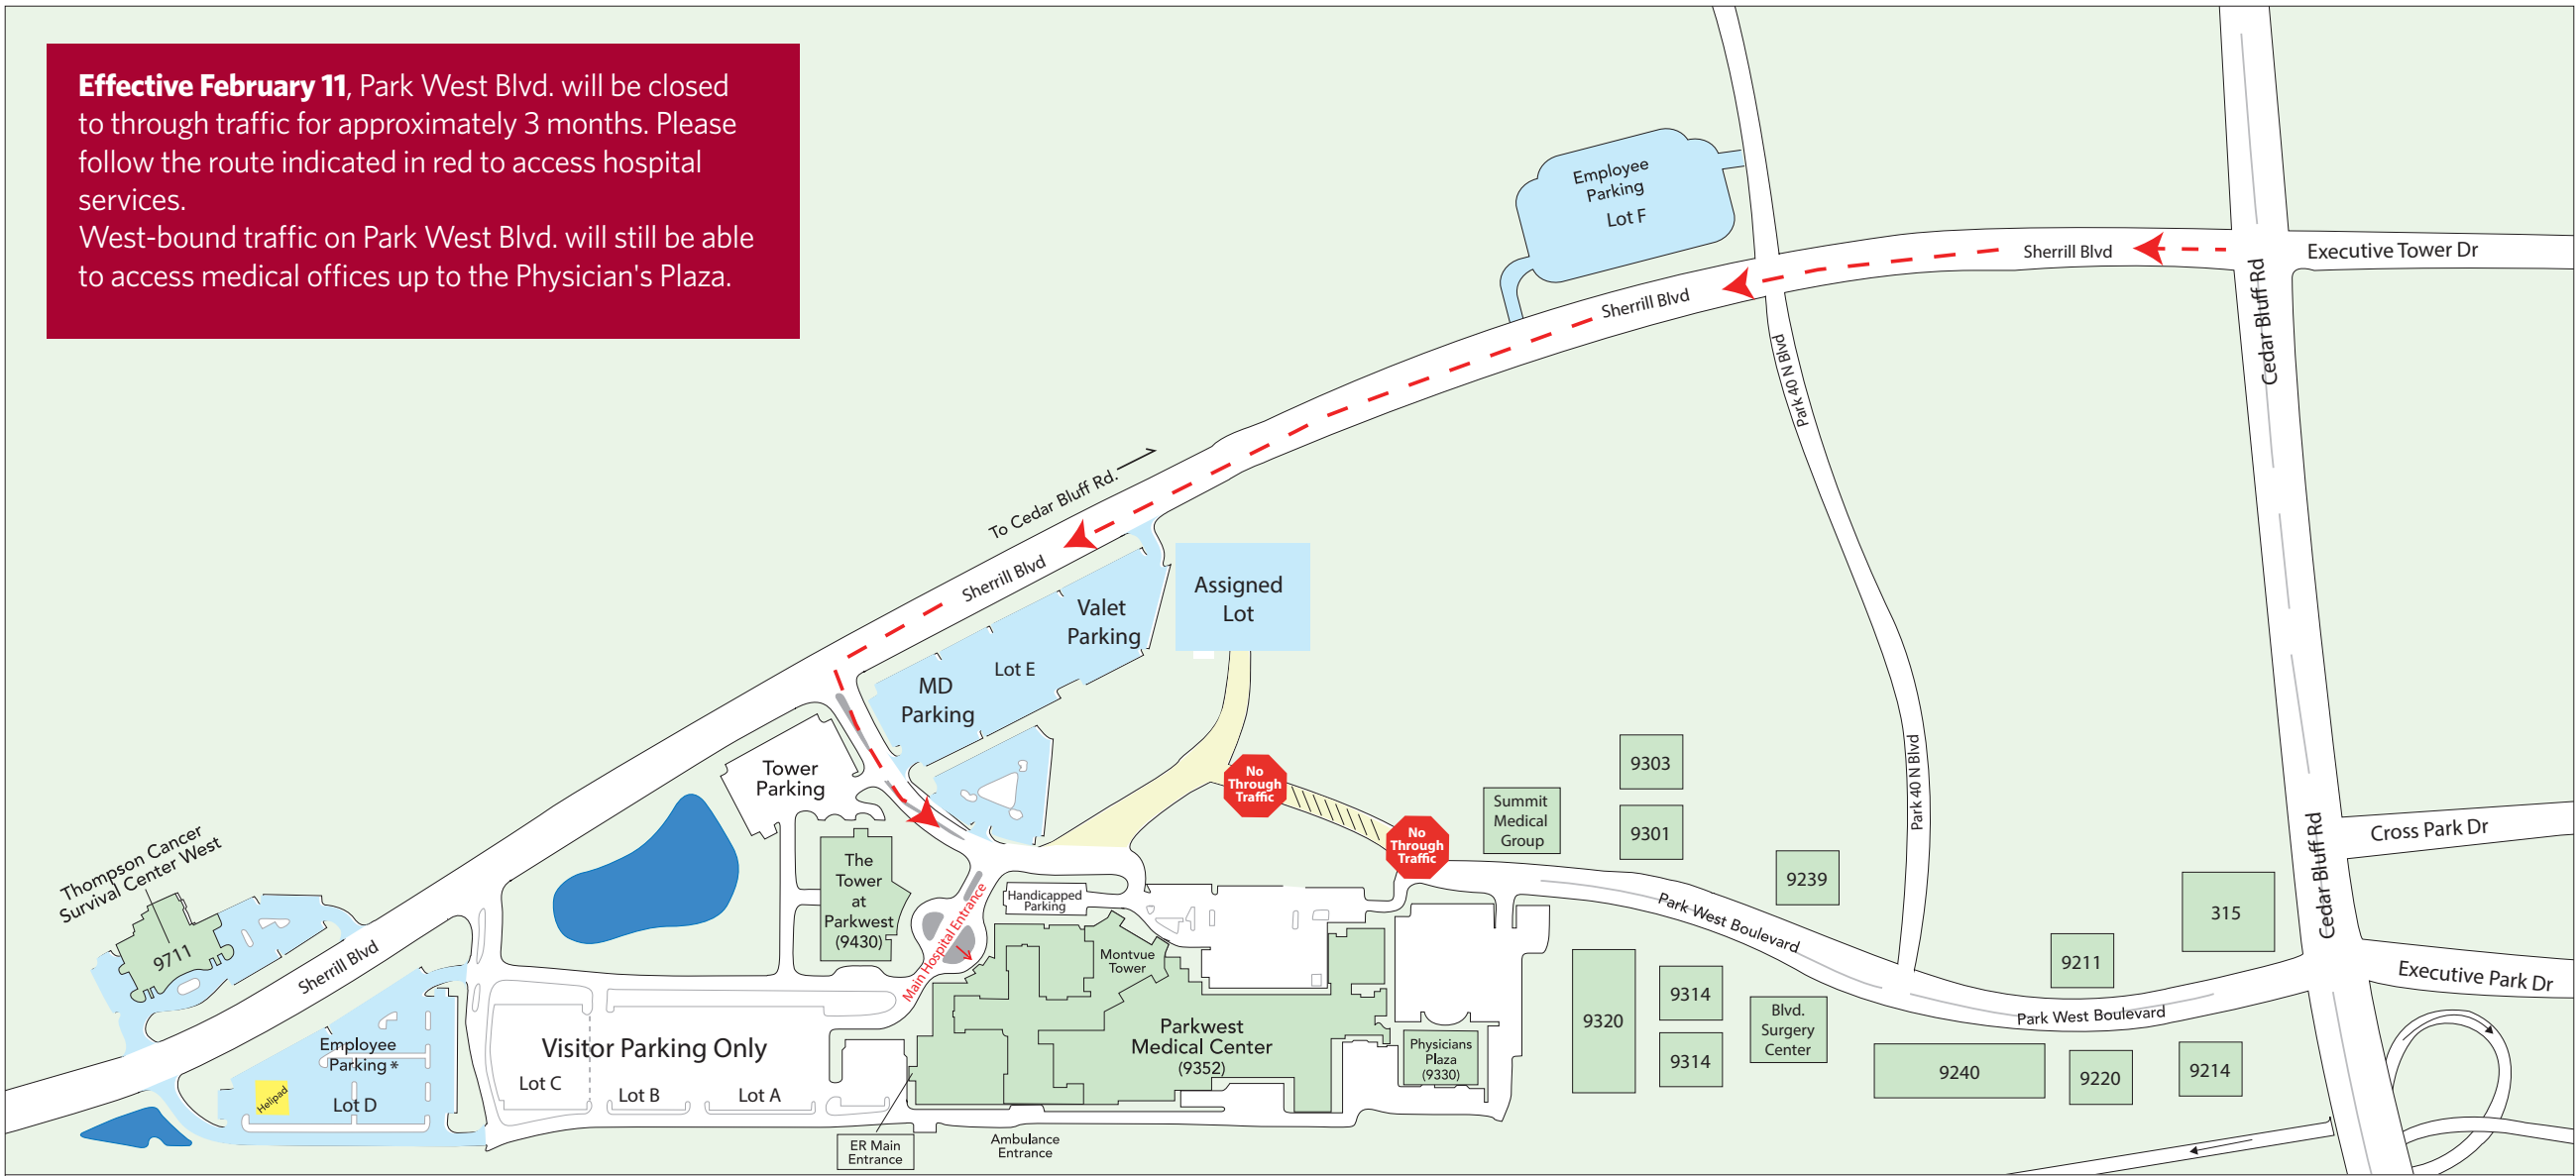 Effective February 11, Park West Blvd. will be closed
to through traffic for approximately 3 months. Please
follow the route indicated in red to access hospital
services.
West-bound traffic on Park West Blvd. will still be able
to access medical offices up to the Physician's Plaza.
Employee
Parking
Lot F
Sherrill Blvd
Executive Tower Dr
Sherrill Blvd
Cedar Bluff Rd
Park 40 N Blvd
To Cedar Bluff Rd.
Sherrill Blvd
Assigned
Lot
Valet
Parking
Lot E
MD
Parking
Tower
Parking
No
Through
Traffic
No
Through
Traffic
Summit
Medical
Group
9303
9301
9239
Park 40 N Blvd
Cedar Bluff Rd
Cross Park Dr
315
9211
Executive Park Dr
Park West Boulevard
Park West Boulevard
Thompson Cancer
Survival Center West
9711
Sherrill Blvd
The
Tower
at
Parkwest
(9430)
Main Hospital Entrance
Handicapped
Parking
Montvue
Tower
Parkwest
Medical Center
(9352)
Physicians
Plaza
(9330)
9320
9314
9314
Blvd.
Surgery
Center
9240
9220
9214
Employee
Parking *
Helipad
Lot D
Visitor Parking Only
Lot C
Lot B
Lot A
ER Main
Entrance
Ambulance
Entrance